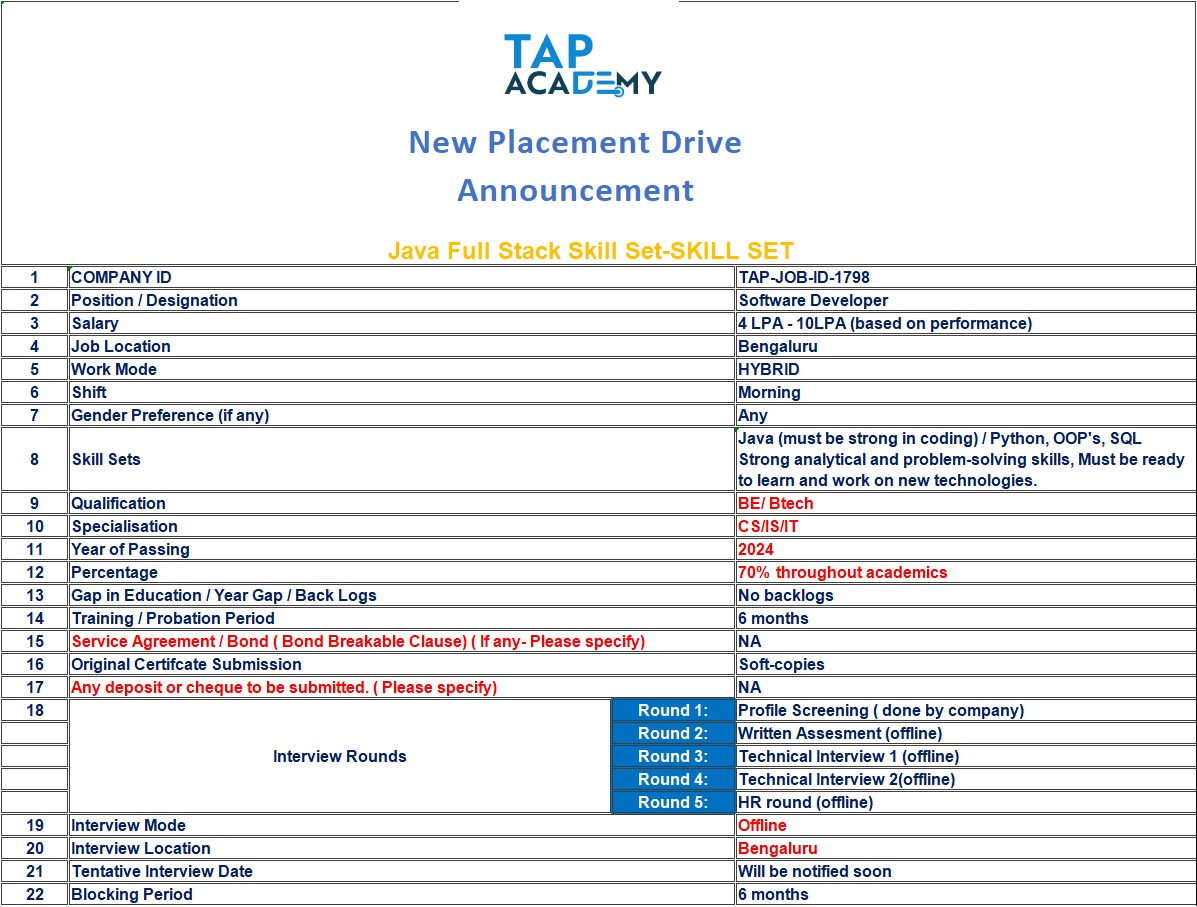 TAP
ACADEMY
New Placement Drive
Announcement
Java Full Stack Skill Set-SKILL SET
1 COMPANY ID TAP-JOB-ID-1798
2 Position / Designation Software Developer
3 Salary 4 LPA - 10LPA (based on performance)
4 Job Location Bengaluru
5 Work Mode HYBRID
6 Shift Morning
7 Gender Preference (if any) Any
8 Skill Sets Java (must be strong in coding) / Python, OOP's, SQL
Strong analytical and problem-solving skills, Must be ready
to learn and work on new technologies.
9 Qualification BE/ Btech
10 Specialisation CS/IS/IT
11 Year of Passing 2024
12 Percentage 70% throughout academics
13 Gap in Education / Year Gap / Back Logs No backlogs
14 Training / Probation Period 6 months
15 Service Agreement / Bond ( Bond Breakable Clause) ( If any- Please specify) NA
16 Original Certifcate Submission Soft-copies
17 Any deposit or cheque to be submitted. ( Please specify) NA
18 Interview Rounds Round 1: Profile Screening ( done by company)
Round 2: Written Assesment (offline)
Round 3: Technical Interview 1 (offline)
Round 4: Technical Interview 2(offline)
Round 5: HR round (offline)
19 Interview Mode Offline
20 Interview Location Bengaluru
21 Tentative Interview Date Will be notified soon
22 Blocking Period 6 months